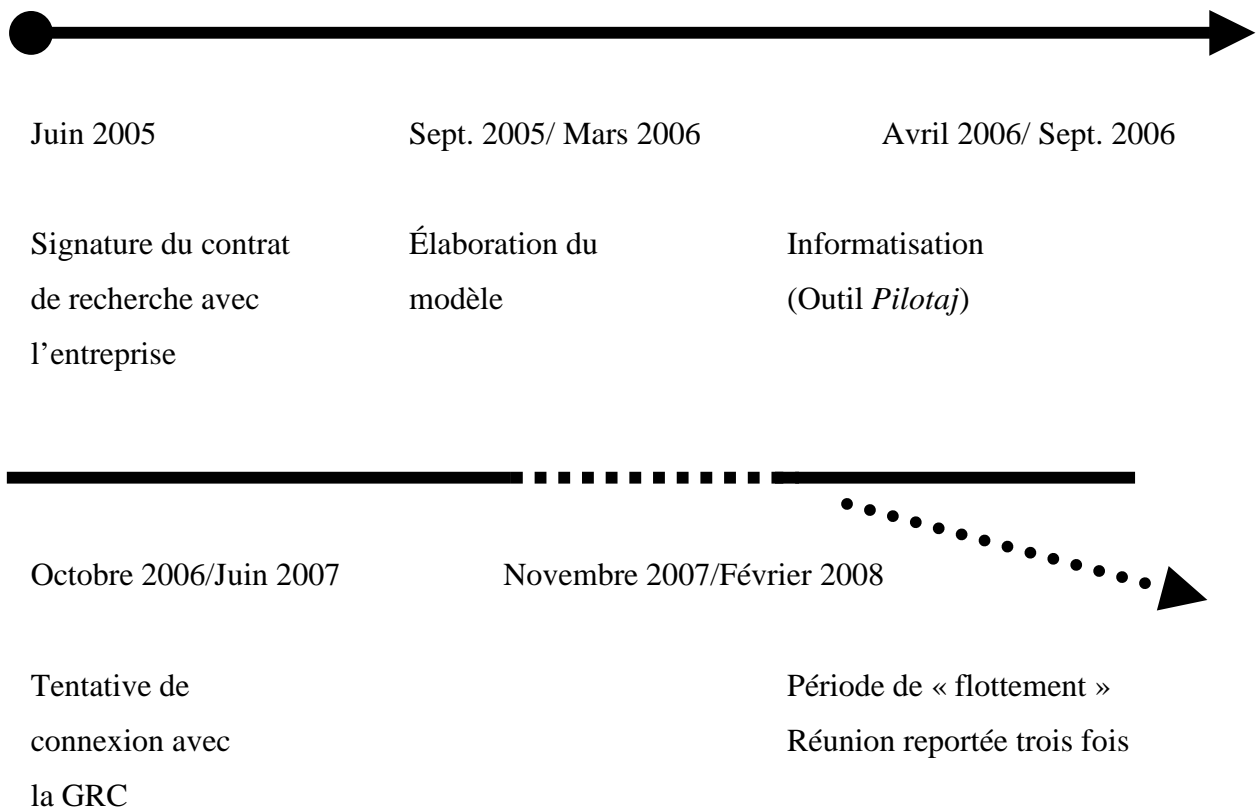 Juin 2005
Sept. 2005/ Mars 2006
Avril 2006/ Sept. 2006
Signature du contrat
de recherche avec
l’entreprise
Élaboration du
modèle
Informatisation
(Outil Pilotaj)
Octobre 2006/Juin 2007
Novembre 2007/Février 2008
Tentative de
connexion avec
la GRC
Période de « flottement »
Réunion reportée trois fois